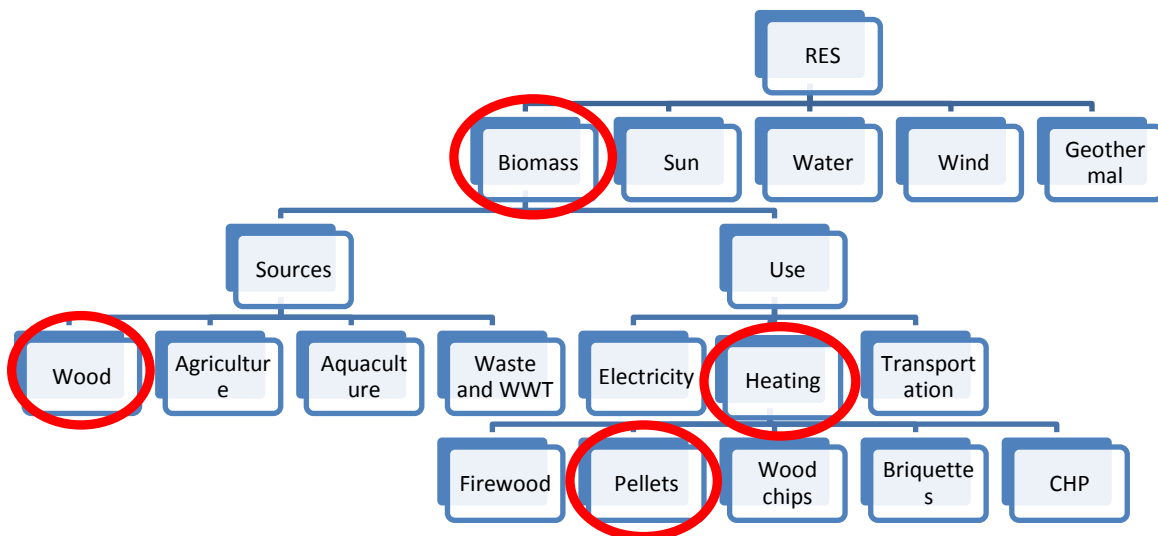 RES
Biomass
Sun
Water
Wind
Geother
mal
Sources
Use
Wood
Agricultur
e
Aquacult
ure
Waste
and WWT
Electricity
Heating
Transport
ation
Firewood
Pellets
Wood
chips
Briquette
s
CHP